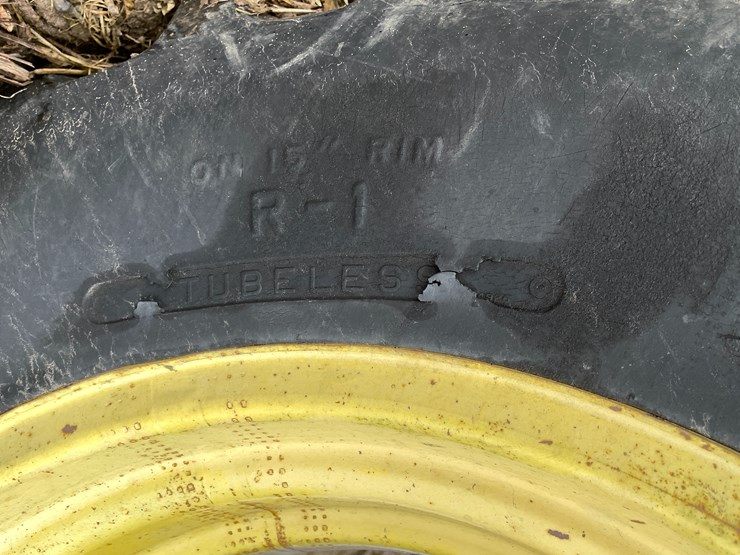 ON 15" RIM
R-1
TUBELESS